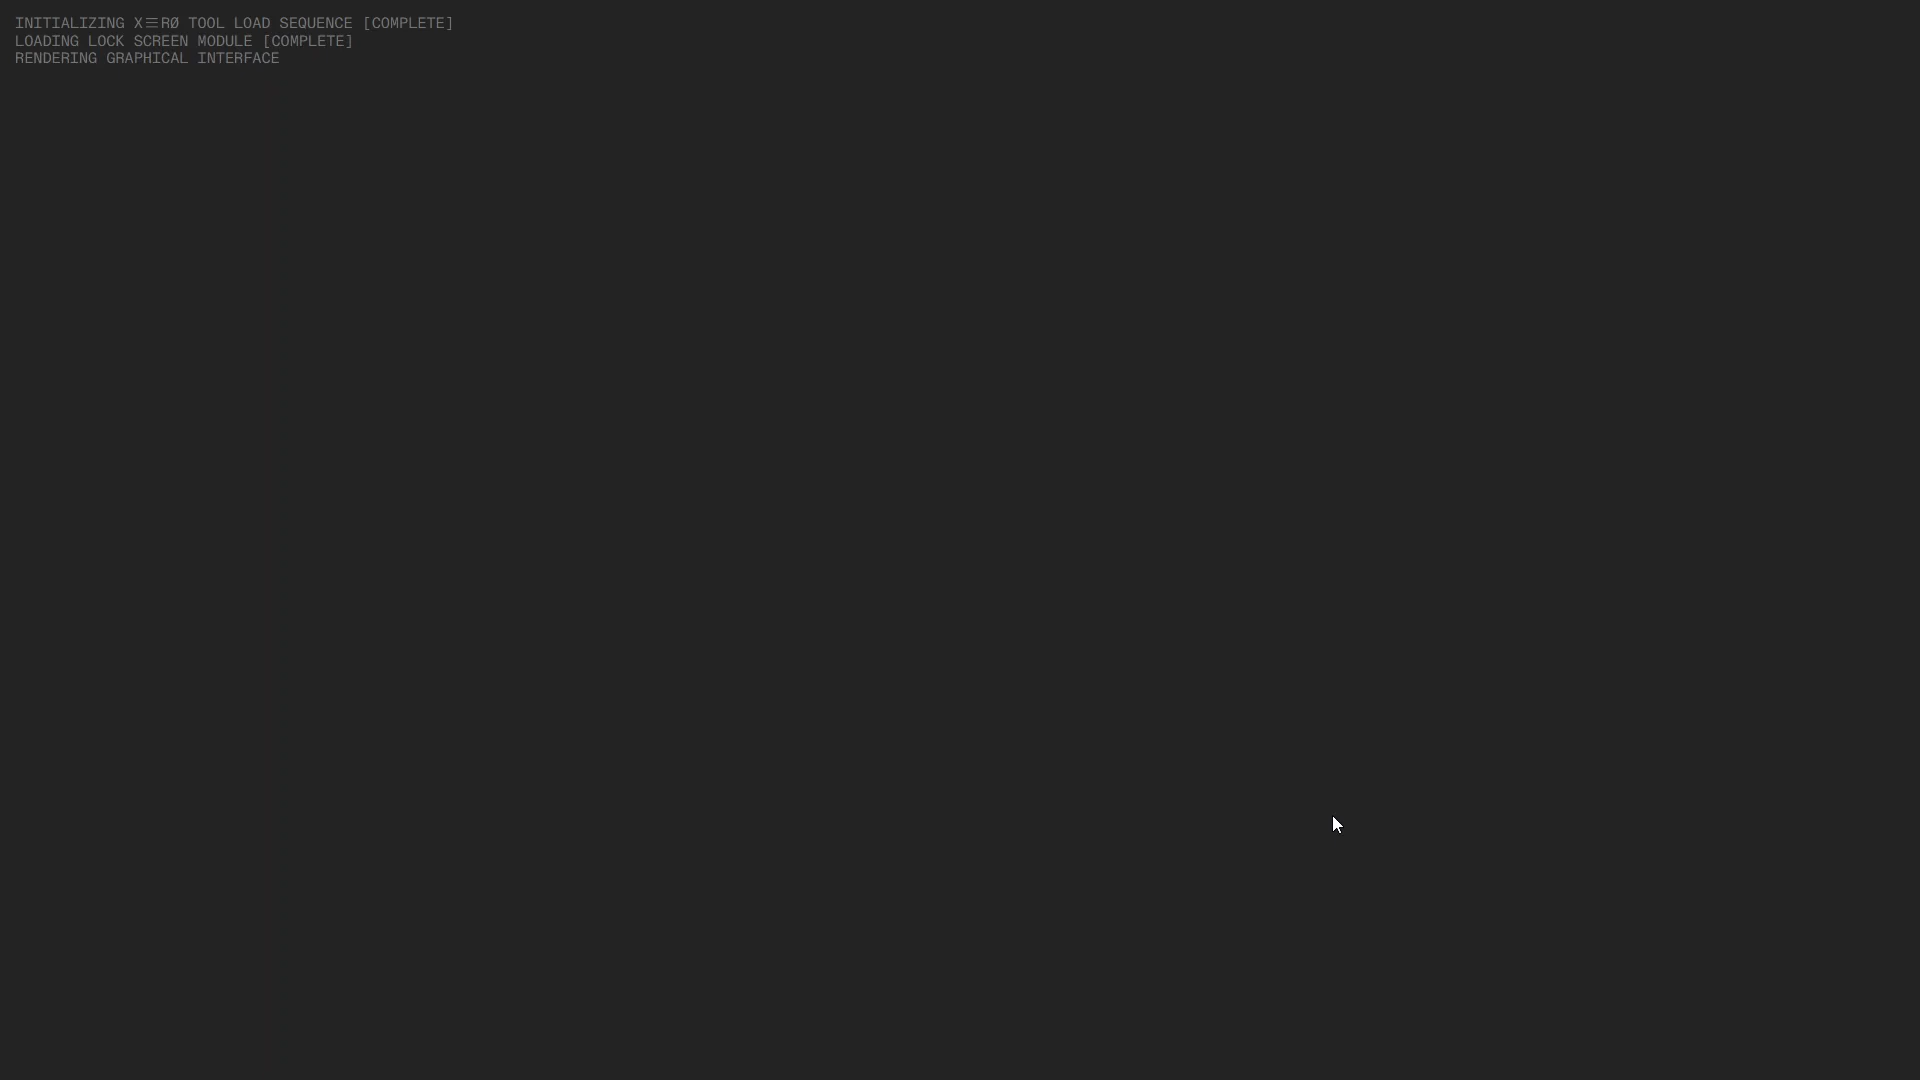 INITIALIZING X☰RØ TOOL LOAD SEQUENCE [COMPLETE]
LOADING LOCK SCREEN MODULE [COMPLETE]
RENDERING GRAPHICAL INTERFACE